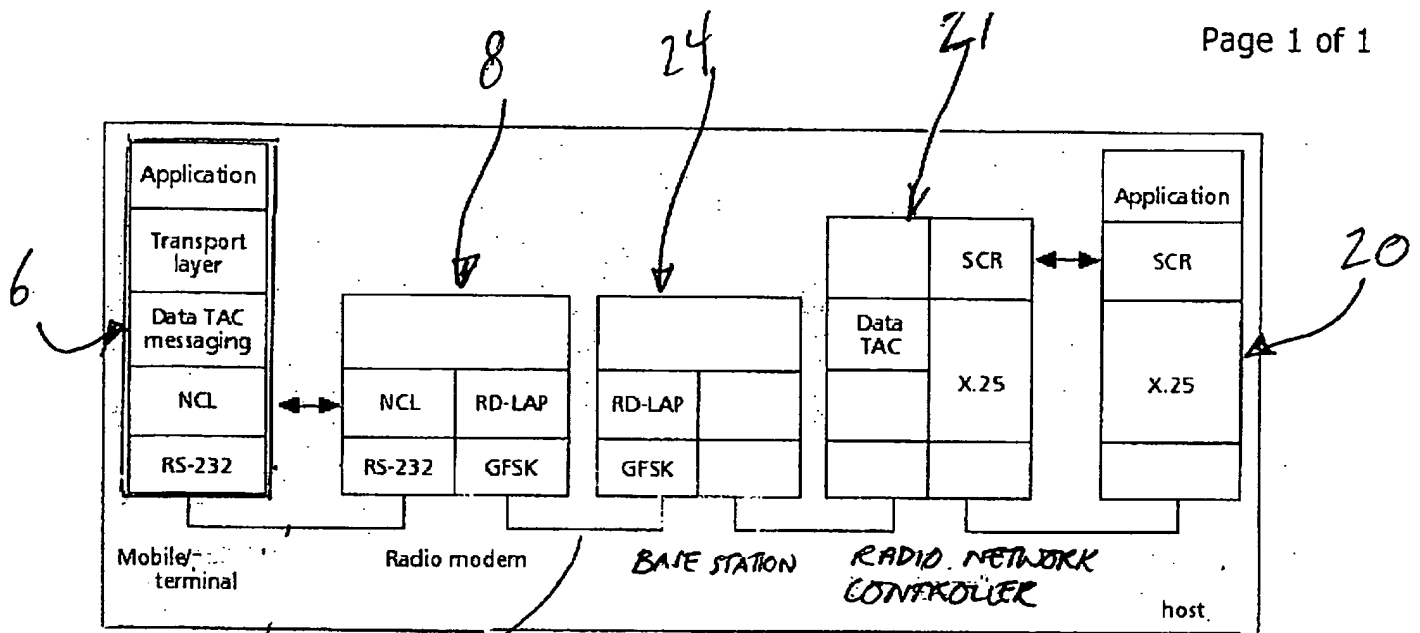 Page 1 of 1
8
24
21
6
20
Application
Transport
layer
Data TAC
messaging
NCL
RS-232
NCL
RD-LAP
RS-232
GFSK
RD-LAP
GFSK
SCR
Data
TAC
X.25
Application
SCR
X.25
Mobile/
terminal
Radio modem
BASE STATION
RADIO NETWORK
CONTROLLER
host